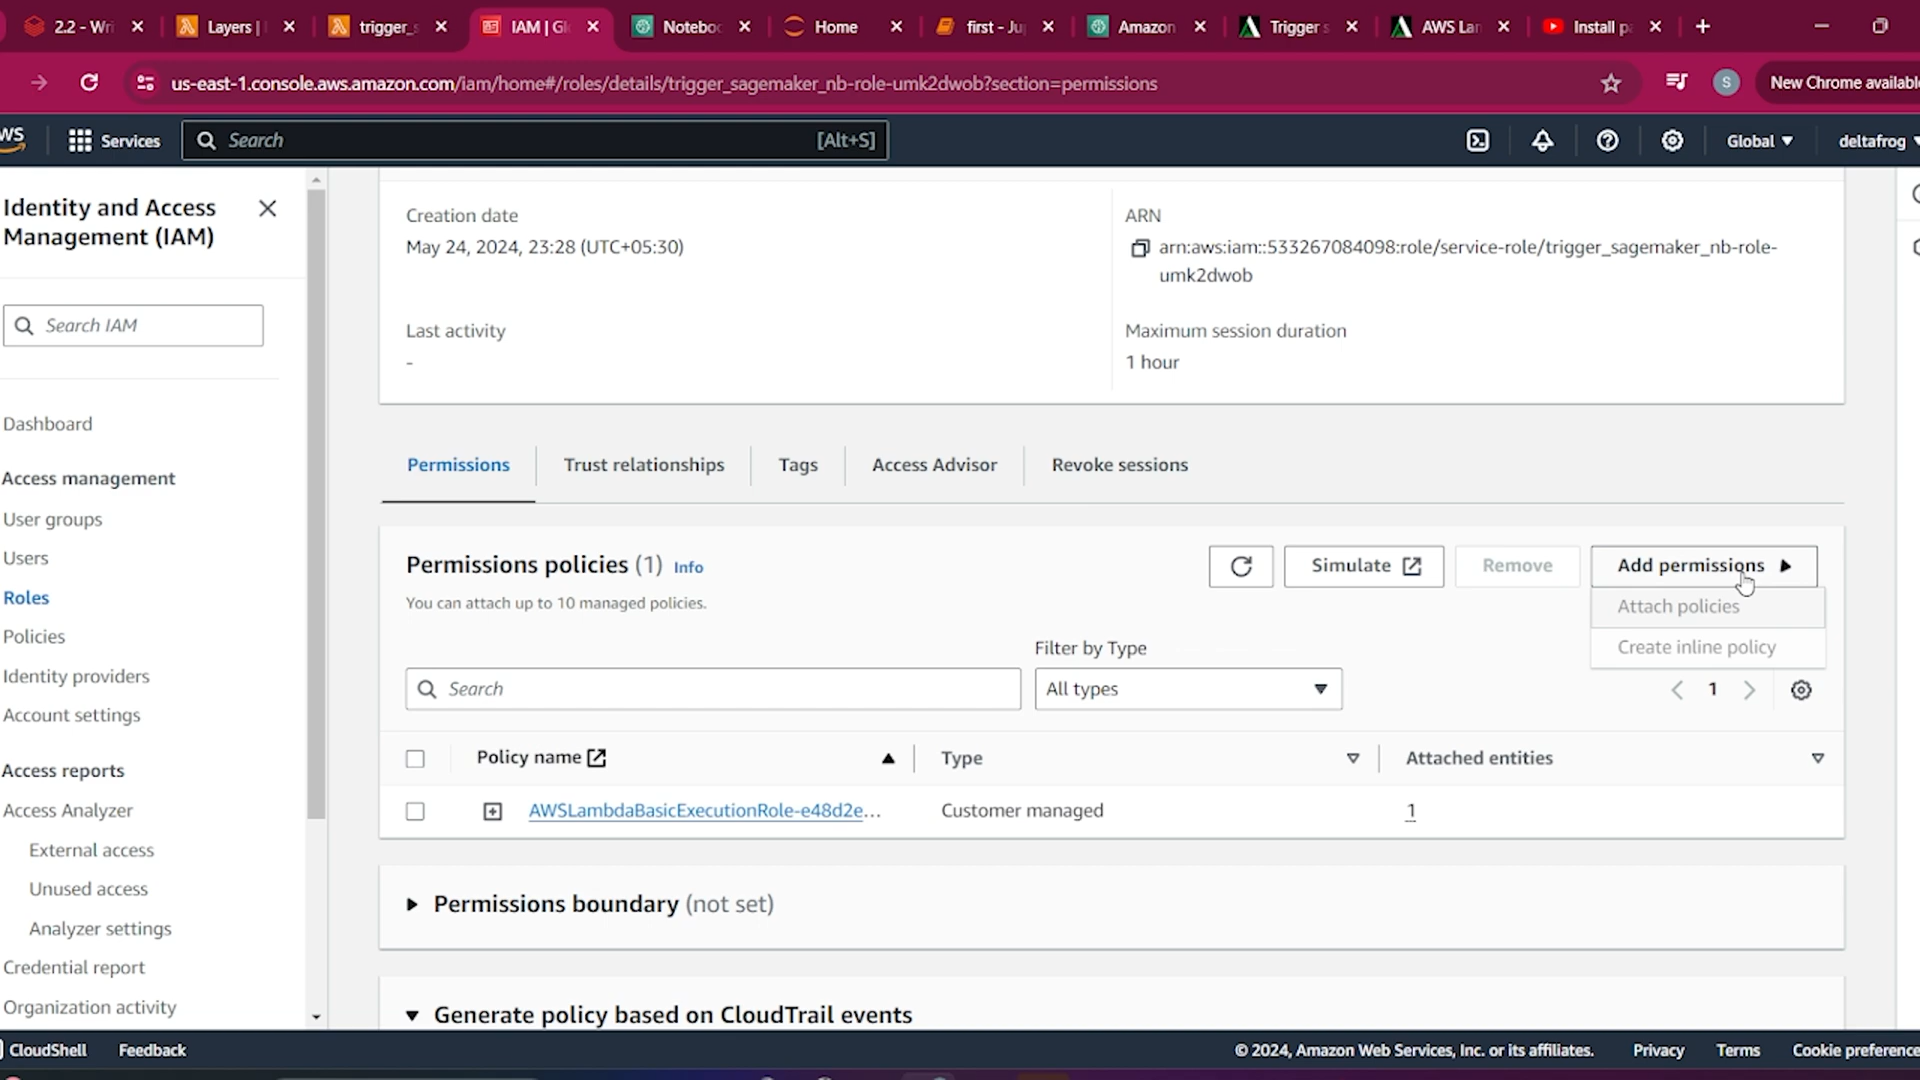 2.2 - Wri
Layers |
trigger_s
IAM | Gl
Noteboo
Home
first - Ju
Amazon
Trigger s
AWS Lam
Install pa
us-east-1.console.aws.amazon.com/iam/home#/roles/details/trigger_sagemaker_nb-role-umk2dwob?section=permissions
S
New Chrome available
Services
Search
[Alt+S]
Global
deltafrog
Identity and Access
Management (IAM)
Search IAM
Dashboard
Access management
User groups
Users
Roles
Policies
Identity providers
Account settings
Access reports
Access Analyzer
External access
Unused access
Analyzer settings
Credential report
Organization activity
Creation date
May 24, 2024, 23:28 (UTC+05:30)
ARN
arn:aws:iam::533267084098:role/service-role/trigger_sagemaker_nb-role-
umk2dwob
Last activity
-
Maximum session duration
1 hour
Permissions
Trust relationships
Tags
Access Advisor
Revoke sessions
Permissions policies (1) Info
You can attach up to 10 managed policies.
Simulate
Remove
Add permissions
Attach policies
Create inline policy
Filter by Type
Search
All types
1
Policy name
Type
Attached entities
AWSLambdaBasicExecutionRole-e48d2e...
Customer managed
1
Permissions boundary (not set)
Generate policy based on CloudTrail events
CloudShell
Feedback
© 2024, Amazon Web Services, Inc. or its affiliates.
Privacy
Terms
Cookie preference